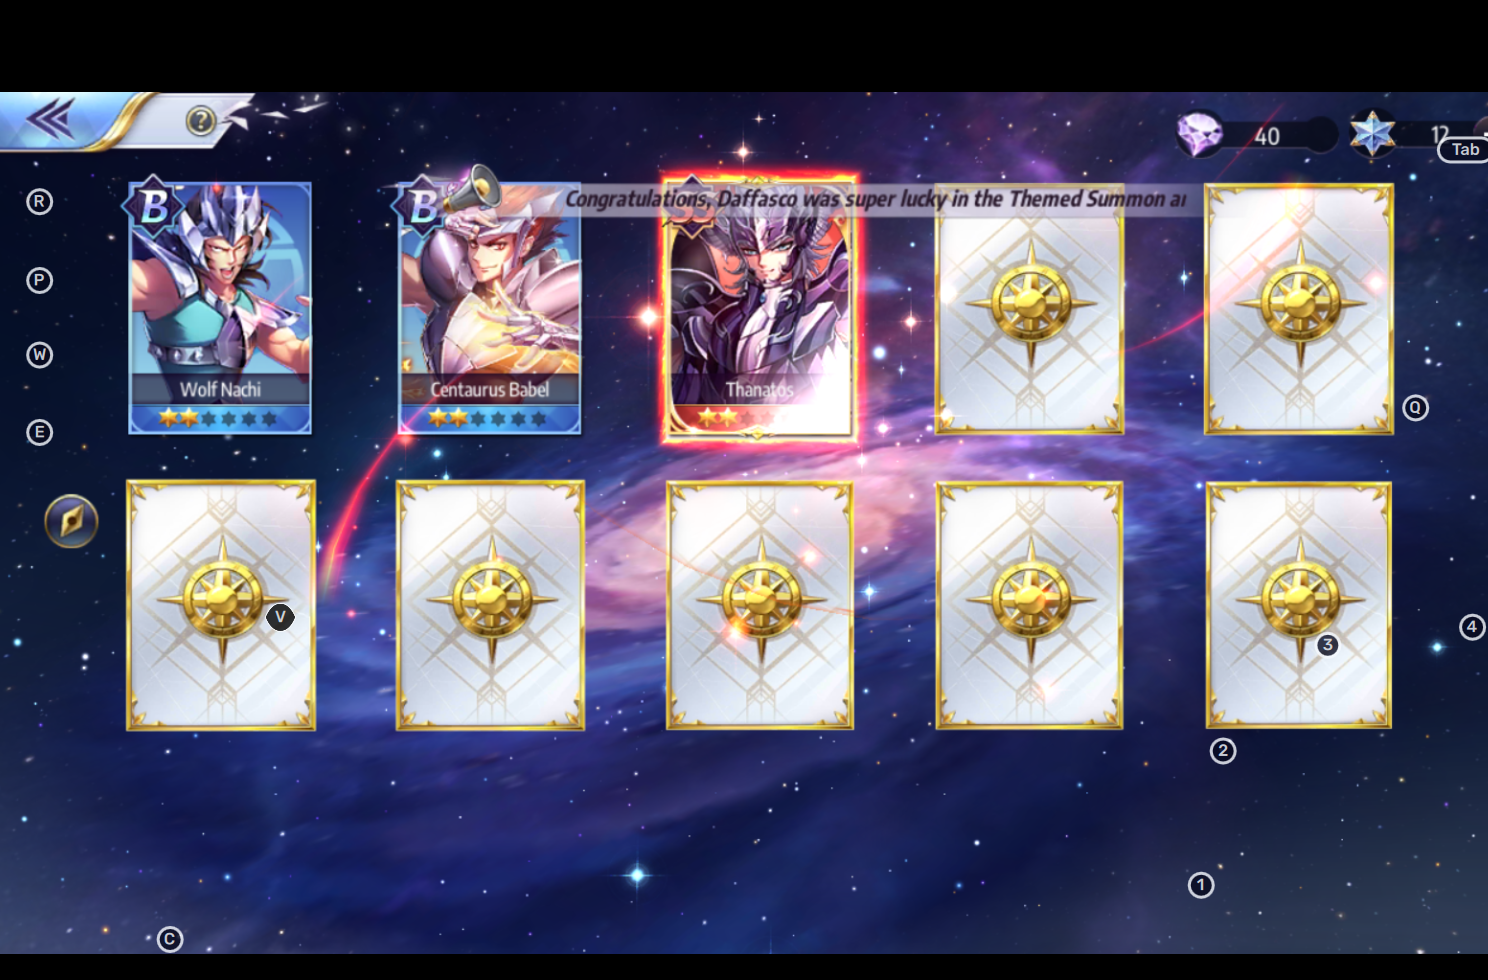 ?
40
12
Tab
R
B
B
Congratulations, Daffasco was super lucky in the Themed Summon
SS
P
W
Wolf Nachi
Centaurus Babel
Thanatos
Q
E
V
3
4
2
1
C